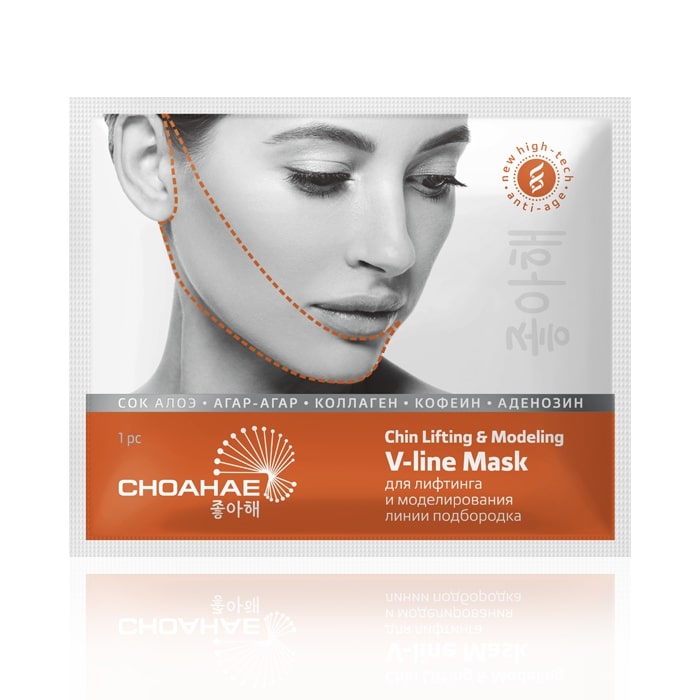 new high-tech
anti-age
좋아해
СОК АЛОЭ • АГАР-АГАР • КОЛЛАГЕН • КОФЕИН • АДЕНОЗИН
1 pc
CHOAHAE
좋아해
Chin Lifting & Modeling
V-line Mask
для лифтинга
и моделирования
линии подбородка